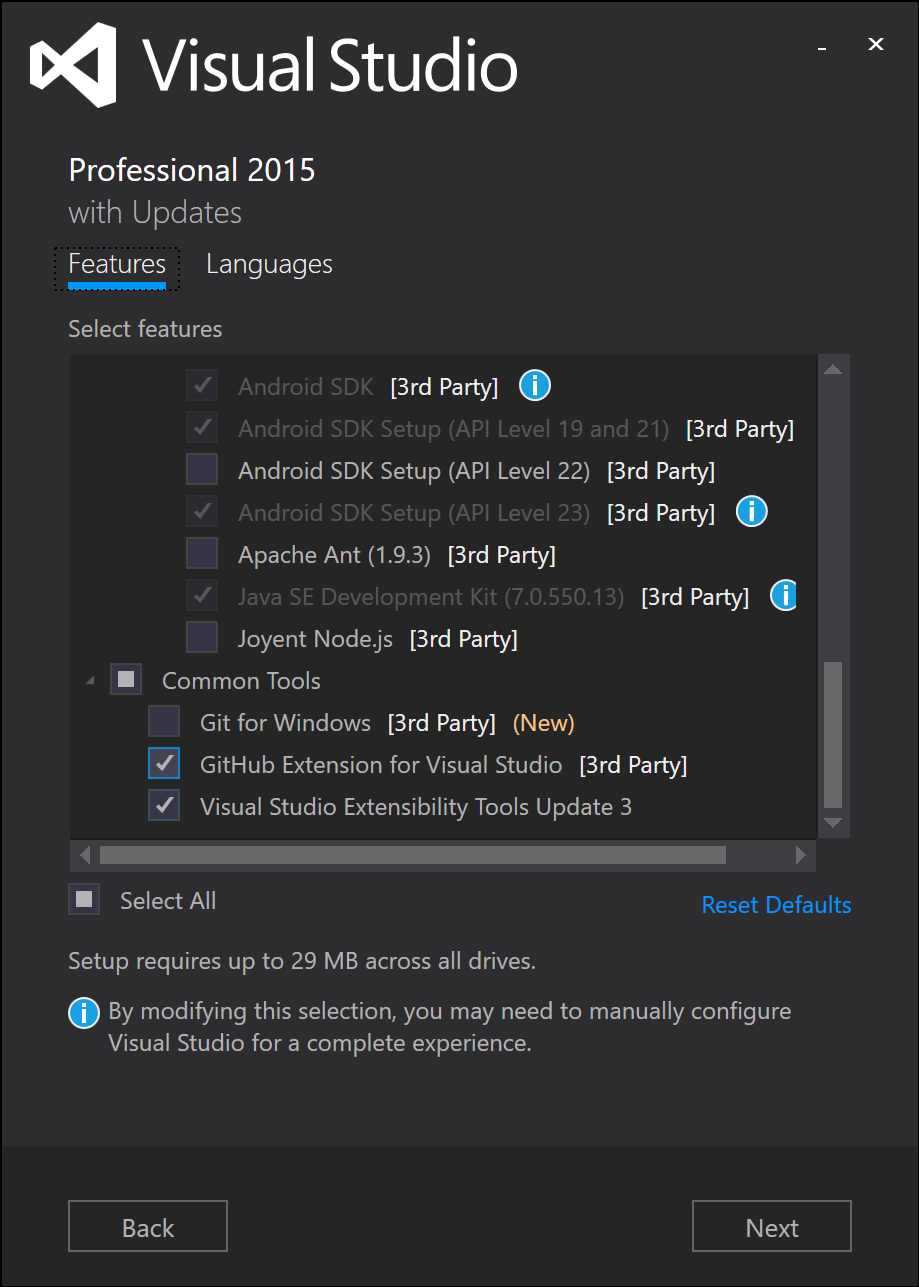 Visual Studio
Professional 2015
with Updates
Features Languages
Select features
Android SDK [3rd Party]
Android SDK Setup (API Level 19 and 21) [3rd Party]
Android SDK Setup (API Level 22) [3rd Party]
Android SDK Setup (API Level 23) [3rd Party]
Apache Ant (1.9.3) [3rd Party]
Java SE Development Kit (7.0.550.13) [3rd Party]
Joyent Node.js [3rd Party]
Common Tools
Git for Windows [3rd Party] (New)
GitHub Extension for Visual Studio [3rd Party]
Visual Studio Extensibility Tools Update 3
Select All Reset Defaults
Setup requires up to 29 MB across all drives.
By modifying this selection, you may need to manually configure
Visual Studio for a complete experience.
Back Next